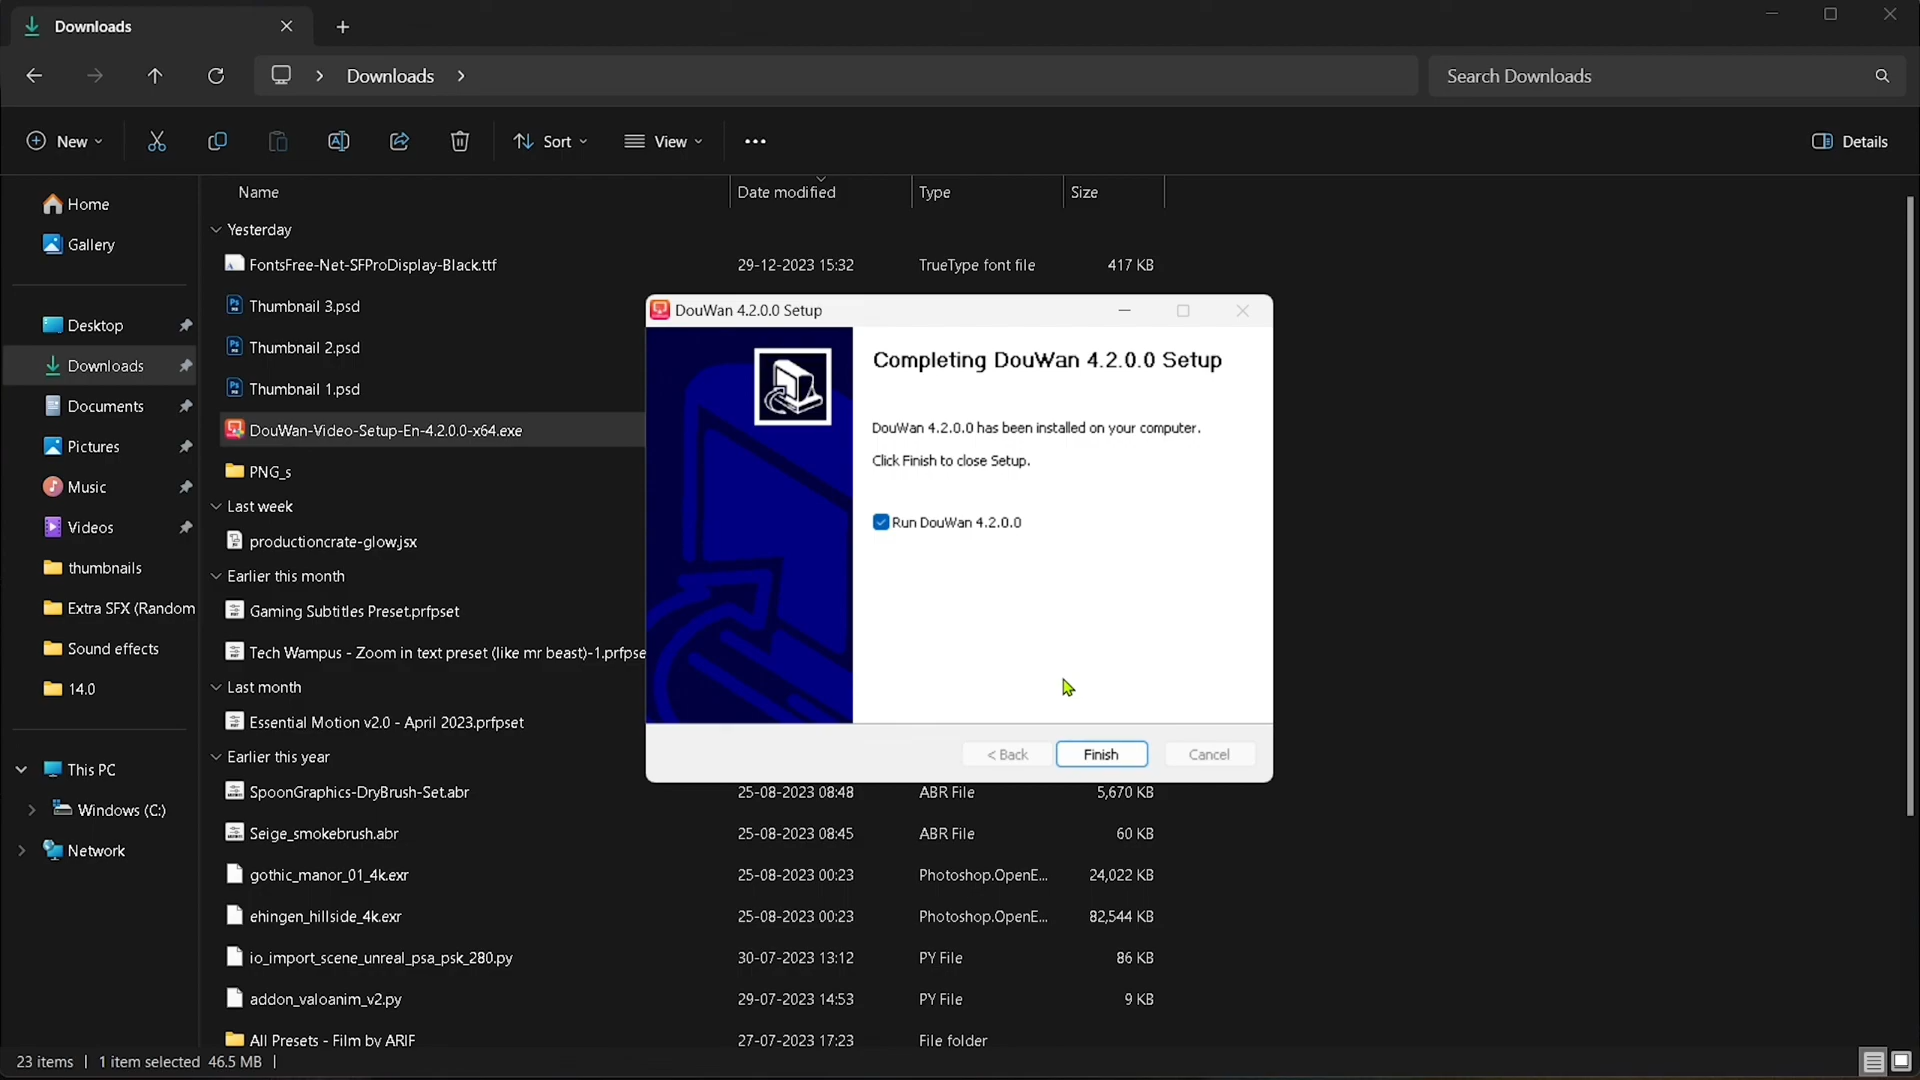 Downloads
Downloads
Search Downloads
New
Sort
View
Details
Name
Date modified
Type
Size
Home
Gallery
Desktop
Downloads
Documents
Pictures
Music
Videos
thumbnails
Extra SFX (Random
Sound effects
14.0
This PC
Windows (C:)
Network
Yesterday
FontsFree-Net-SFProDisplay-Black.ttf 29-12-2023 15:32 TrueType font file 417 KB
Thumbnail 3.psd
Thumbnail 2.psd
Thumbnail 1.psd
DouWan-Video-Setup-En-4.2.0.0-x64.exe
PNG_s
Last week
productioncrate-glow.jsx
Earlier this month
Gaming Subtitles Preset.prfpset
Tech Wampus - Zoom in text preset (like mr beast)-1.prfpse
Last month
Essential Motion v2.0 - April 2023.prfpset
Earlier this year
SpoonGraphics-DryBrush-Set.abr 25-08-2023 08:48 ABR File 5,670 KB
Seige_smokebrush.abr 25-08-2023 08:45 ABR File 60 KB
gothic_manor_01_4k.exr 25-08-2023 00:23 Photoshop.OpenE... 24,022 KB
ehingen_hillside_4k.exr 25-08-2023 00:23 Photoshop.OpenE... 82,544 KB
io_import_scene_unreal_psa_psk_280.py 30-07-2023 13:12 PY File 86 KB
addon_valoanim_v2.py 29-07-2023 14:53 PY File 9 KB
All Presets - Film by ARIF 27-07-2023 17:23 File folder
DouWan 4.2.0.0 Setup
Completing DouWan 4.2.0.0 Setup
DouWan 4.2.0.0 has been installed on your computer.
Click Finish to close Setup.
Run DouWan 4.2.0.0
< Back Finish Cancel
23 items | 1 item selected 46.5 MB |